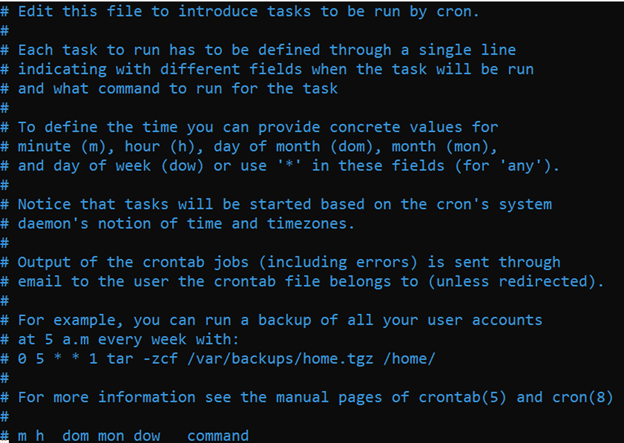 # Edit this file to introduce tasks to be run by cron.
#
# Each task to run has to be defined through a single line
# indicating with different fields when the task will be run
# and what command to run for the task
#
# To define the time you can provide concrete values for
# minute (m), hour (h), day of month (dom), month (mon),
# and day of week (dow) or use '*' in these fields (for 'any').
#
# Notice that tasks will be started based on the cron's system
# daemon's notion of time and timezones.
#
# Output of the crontab jobs (including errors) is sent through
# email to the user the crontab file belongs to (unless redirected).
#
# For example, you can run a backup of all your user accounts
# at 5 a.m every week with:
# 0 5 * * 1 tar -zcf /var/backups/home.tgz /home/
#
# For more information see the manual pages of crontab(5) and cron(8)
#
# m h  dom mon dow   command